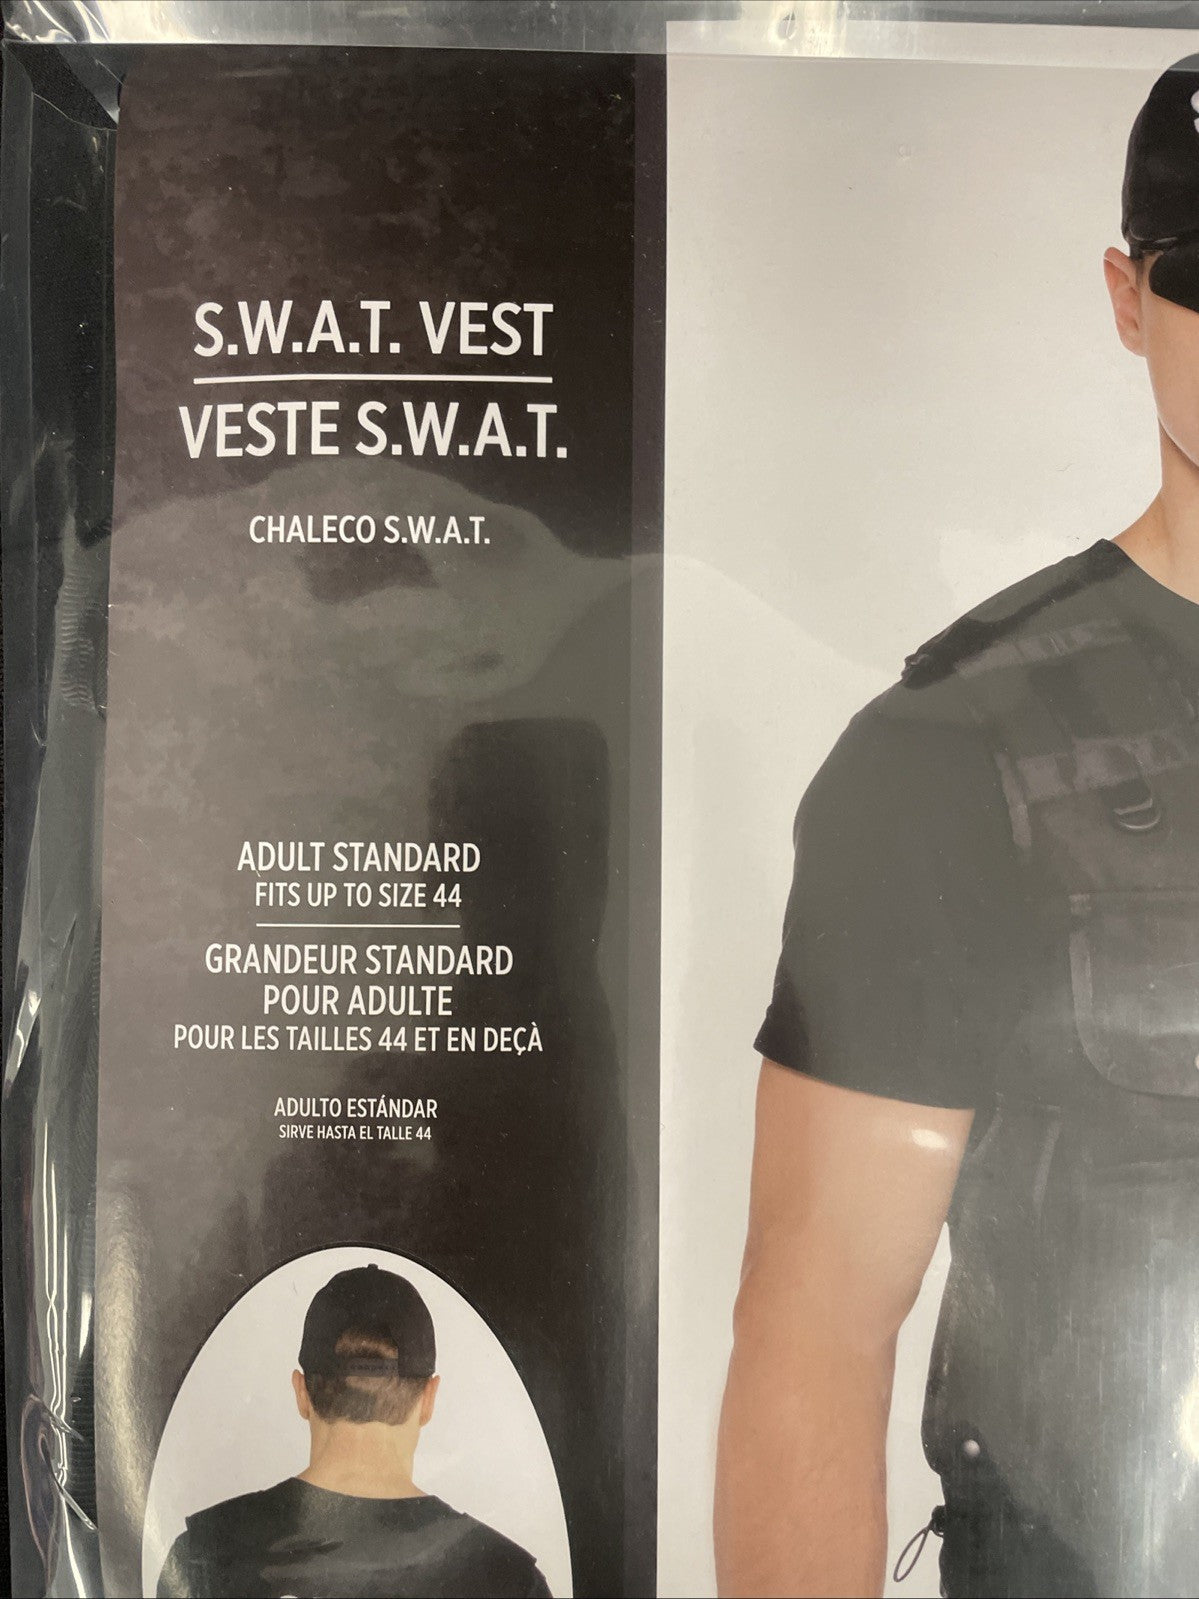 S.W.A.T. VEST
VESTE S.W.A.T.
CHALECO S.W.A.T.
ADULT STANDARD
FITS UP TO SIZE 44
GRANDEUR STANDARD
POUR ADULTE
POUR LES TAILLES 44 ET EN DEÇÀ
ADULTO ESTÁNDAR
SIRVE HASTA EL TALLE 44